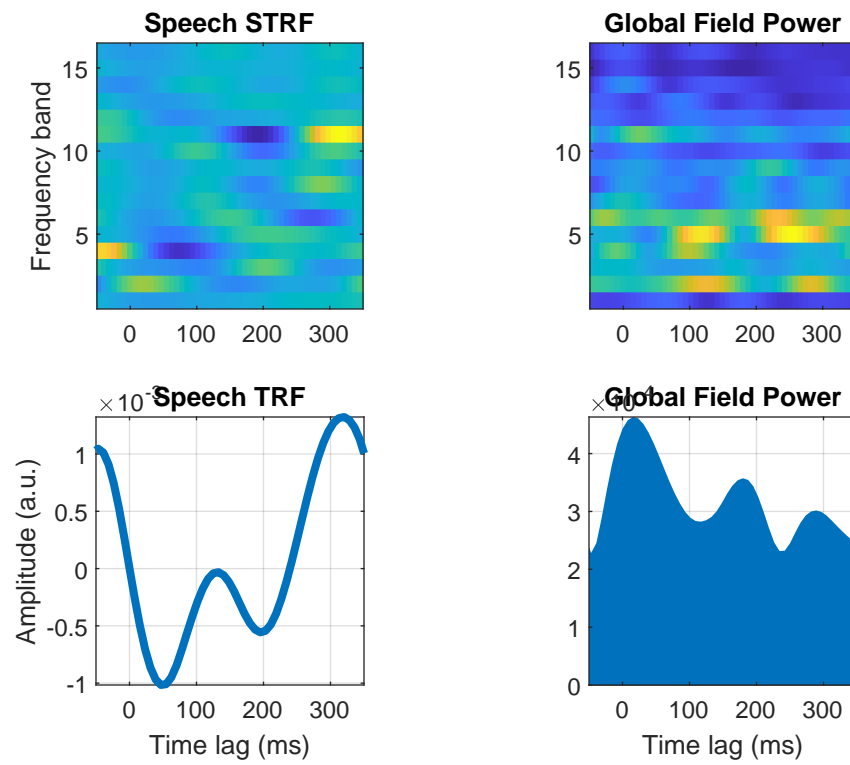 Speech STRF
Frequency band
15
10
5
0 100 200 300
Global Field Power
15
10
5
0 100 200 300
Speech TRF
Amplitude (a.u.)
1
0.5
0
-0.5
-1
0 100 200 300
Time lag (ms)
Global Field Power
4
3
2
1
0
0 100 200 300
Time lag (ms)